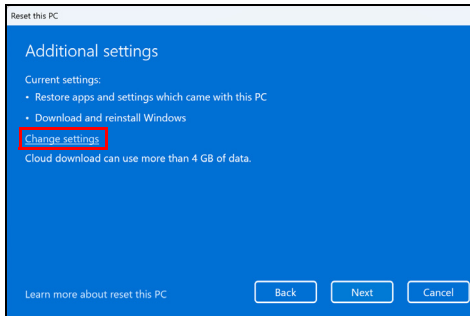 Reset this PC
Additional settings
Current settings:
• Restore apps and settings which came with this PC
• Download and reinstall Windows
Change settings
Cloud download can use more than 4 GB of data.
Learn more about reset this PC
Back
Next
Cancel